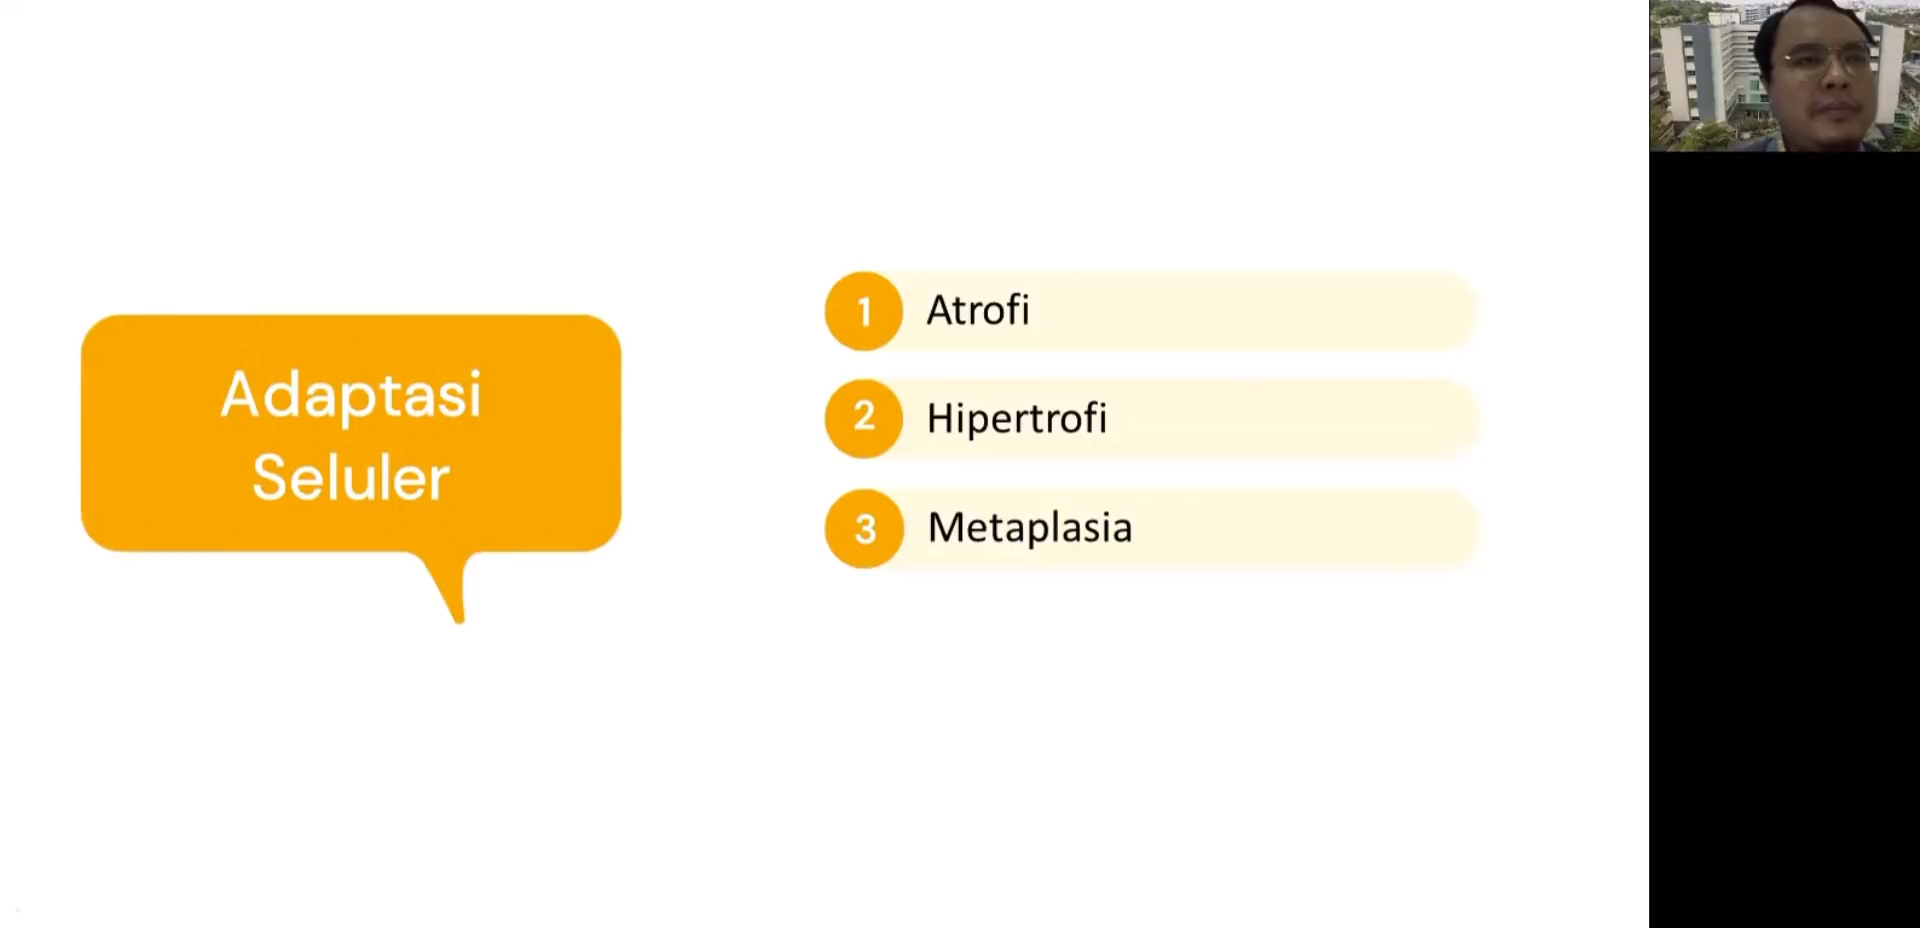 Adaptasi
Seluler
1 Atrofi
2 Hipertrofi
3 Metaplasia